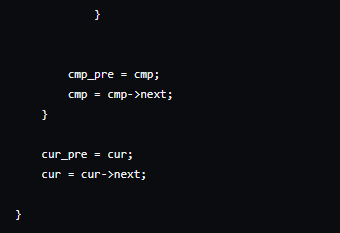 }
cmp_pre = cmp;
cmp = cmp->next;
}
cur_pre = cur;
cur = cur->next;
}